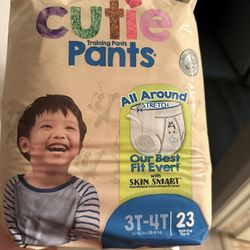 cutie
Training Pants
Pants
All Around
STRETCH
Our Best
Fit Ever!
with
SKIN SMART
3T-4T
23